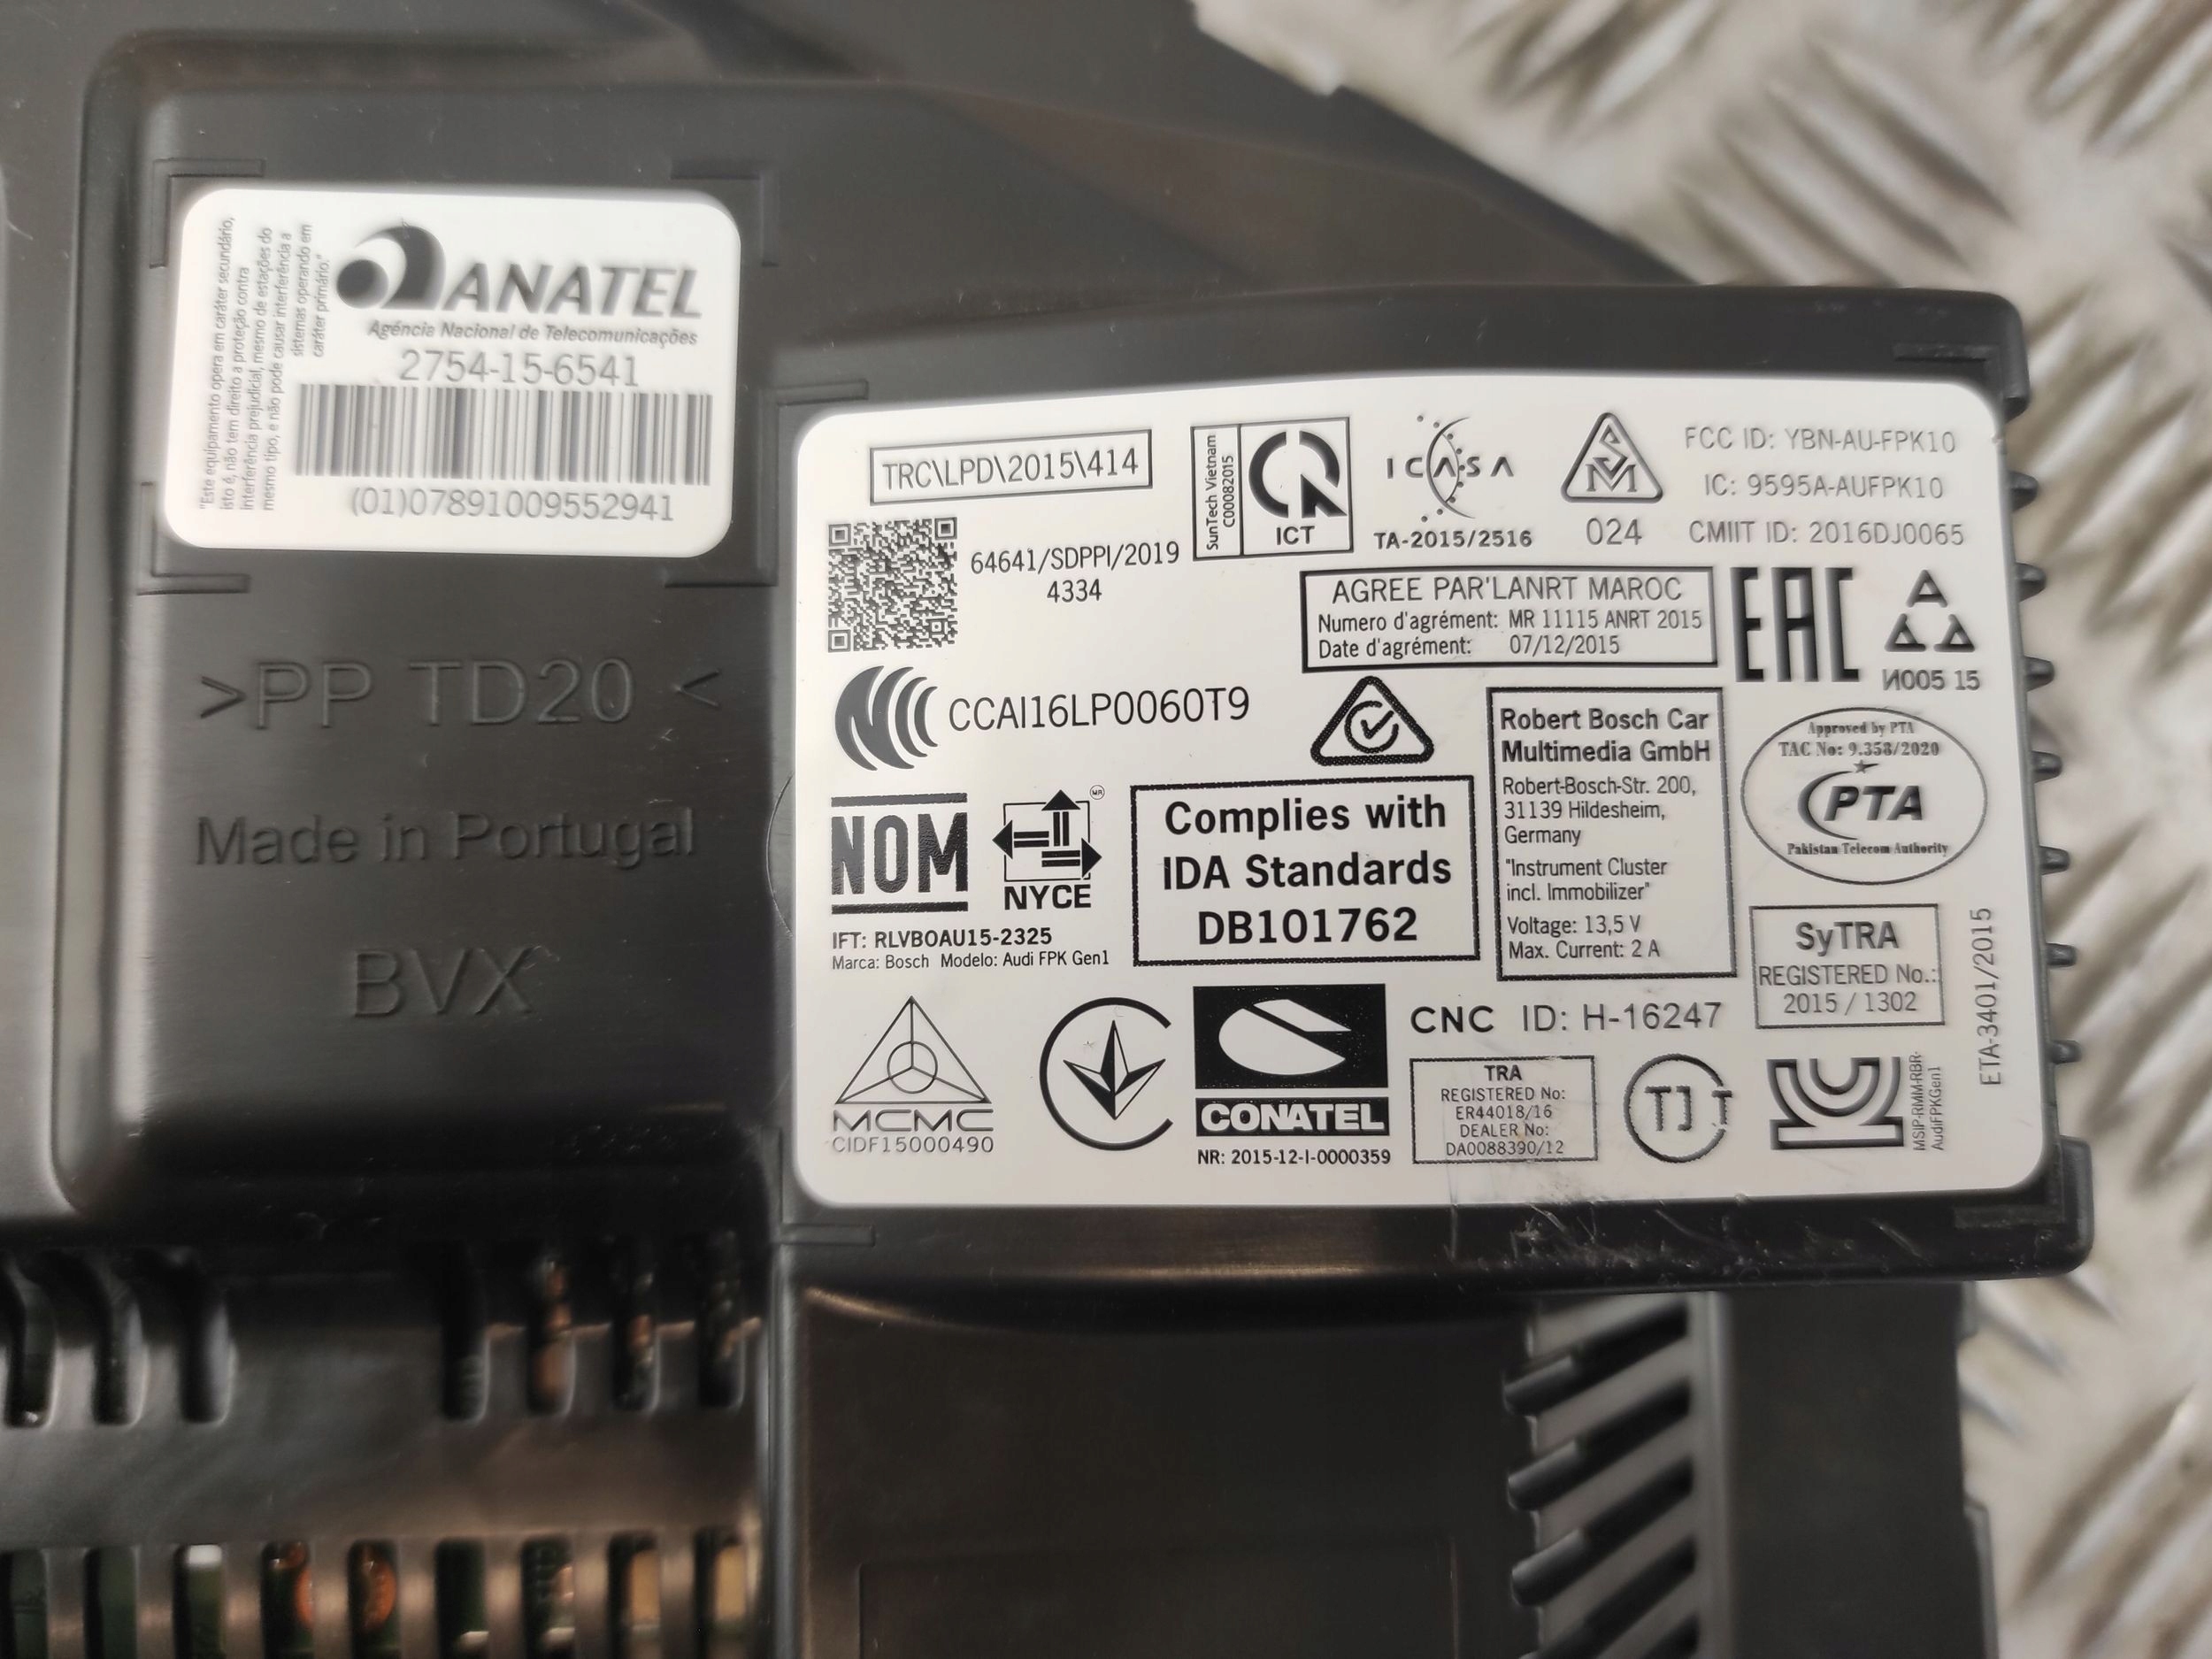 "Este equipamento opera em caráter secundário,
isto é, não tem direito a proteção contra
interferência prejudicial, mesmo de estações do
mesmo tipo, e não pode causar interferência a
sistemas operando em
caráter primário."
ANATEL
Agência Nacional de Telecomunicações
2754-15-6541
(01)07891009552941
>PP TD20<
Made in Portugal
BVX
TRC\LPD\2015\414
SunTech Vietnam
C00082015
ICT
ICASA
TA-2015/2516
024
FCC ID: YBN-AU-FPK10
IC: 9595A-AUFPK10
CMIIT ID: 2016DJ0065
64641/SDPPI/2019
4334
AGREE PAR'LANRT MAROC
Numero d'agrément: MR 11115 ANRT 2015
Date d'agrément: 07/12/2015
EAC
И005 15
CCAI16LP0060T9
Robert Bosch Car
Multimedia GmbH
Robert-Bosch-Str. 200,
31139 Hildesheim,
Germany
"Instrument Cluster
incl. Immobilizer"
Voltage: 13,5 V
Max. Current: 2 A
Approved by PTA
TAC No: 9.358/2020
PTA
Pakistan Telecom Authority
NOM
NYCE
MR
IFT: RLVBOAU15-2325
Marca: Bosch Modelo: Audi FPK Gen1
Complies with
IDA Standards
DB101762
SyTRA
REGISTERED No.:
2015 / 1302
ETA-3401/2015
MCMC
CIDF15000490
CONATEL
NR: 2015-12-I-0000359
CNC ID: H-16247
TRA
REGISTERED No:
ER44018/16
DEALER No:
DA0088390/12
TJT
MSIP-RMM-RBR-
AudiFPKGen1